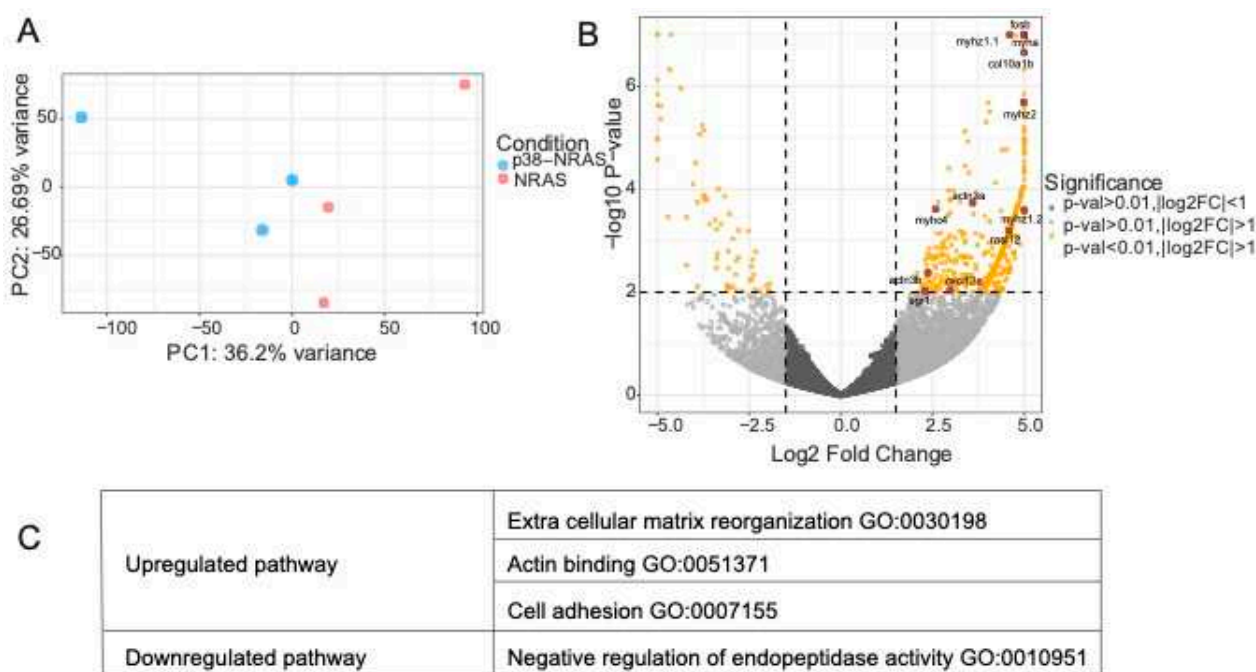 A
50
0
−50
−100
−50
0
50
100
PC2: 26.69% variance
PC1: 36.2% variance
Condition
p38−NRAS
NRAS
B
6
4
2
0
−5.0
−2.5
0.0
2.5
5.0
−log10 P−value
Log2 Fold Change
fosb
myhz1.1
myha
col10a1b
myhz2
actn3a
myhc4
myhz1.2
rasl12
actn3b
Significance
p-val>0.01,|log2FC|<1
p-val>0.01,|log2FC|>1
p-val<0.01,|log2FC|>1
C
Upregulated pathway
Extra cellular matrix reorganization GO:0030198
Actin binding GO:0051371
Cell adhesion GO:0007155
Downregulated pathway
Negative regulation of endopeptidase activity GO:0010951